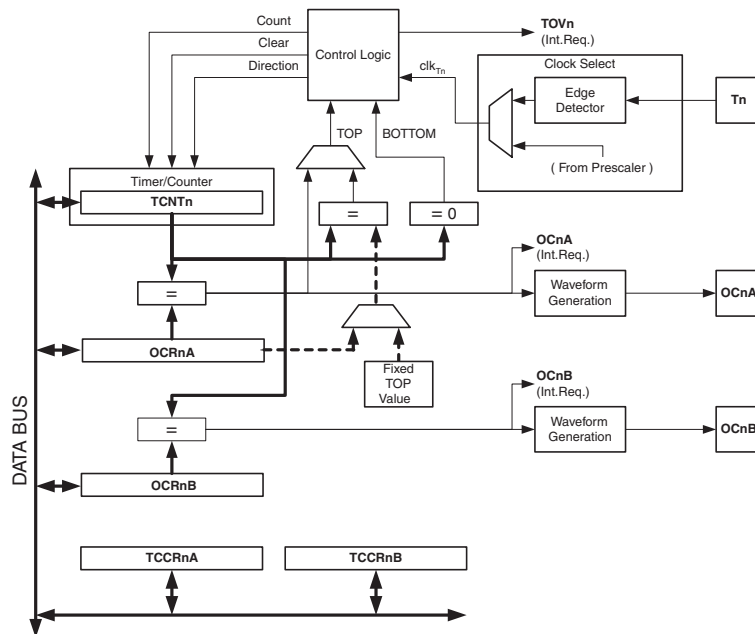 Count
TOVn
(Int.Req.)
Clear
Control Logic
Direction
clkTn
Clock Select
Edge
Detector
Tn
( From Prescaler )
TOP
BOTTOM
Timer/Counter
TCNTn
=
= 0
OCnA
(Int.Req.)
=
Waveform
Generation
OCnA
OCRnA
Fixed
TOP
Value
OCnB
(Int.Req.)
=
Waveform
Generation
OCnB
OCRnB
DATA BUS
TCCRnA
TCCRnB